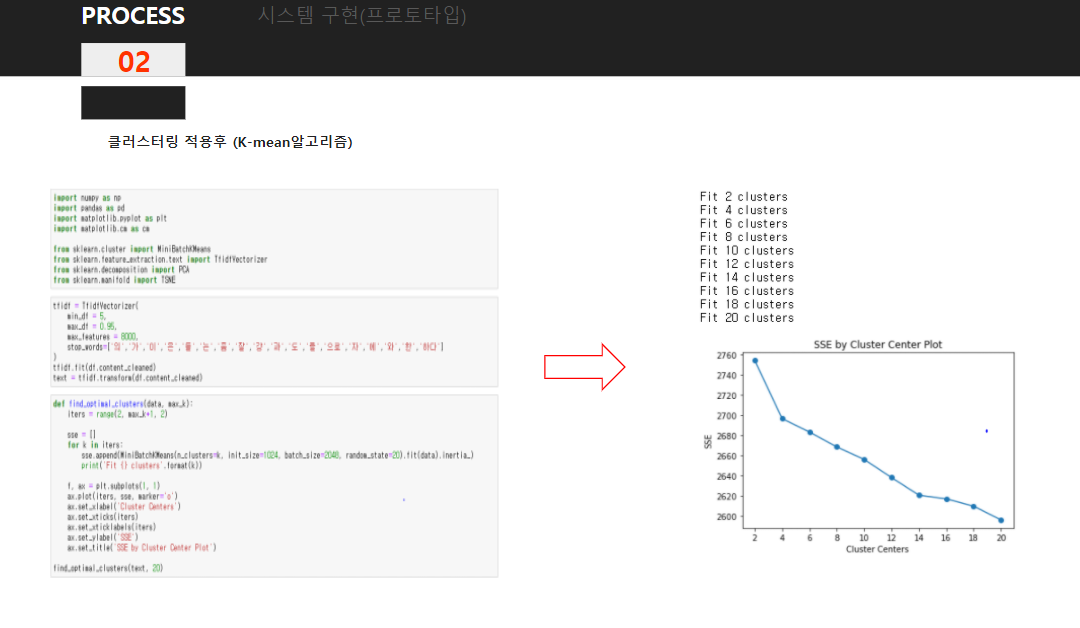 PROCESS
시스템 구현(프로토타입)
02
클러스터링 적용후 (K-mean알고리즘)
import numpy as np
import pandas as pd
import matplotlib.pyplot as plt
import matplotlib.cm as cm
from sklearn.cluster import MiniBatchKMeans
from sklearn.feature_extraction.text import TfidfVectorizer
from sklearn.decomposition import PCA
from sklearn.manifold import TSNE
tfidf = TfidfVectorizer(
min_df = 5,
max_df = 0.95,
max_features = 8000,
stop_words=['의','가','이','은','들','는','좀','잘','걍','과','도','를','으로','자','에','와','한','하다']
)
tfidf.fit(df.content_cleaned)
text = tfidf.transform(df.content_cleaned)
def find_optimal_clusters(data, max_k):
iters = range(2, max_k+1, 2)
sse = []
for k in iters:
sse.append(MiniBatchKMeans(n_clusters=k, init_size=1024, batch_size=2048, random_state=20).fit(data).inertia_)
print('Fit {} clusters'.format(k))
f, ax = plt.subplots(1, 1)
ax.plot(iters, sse, marker='o')
ax.set_xlabel('Cluster Centers')
ax.set_xticks(iters)
ax.set_xticklabels(iters)
ax.set_ylabel('SSE')
ax.set_title('SSE by Cluster Center Plot')
find_optimal_clusters(text, 20)
Fit 2 clusters
Fit 4 clusters
Fit 6 clusters
Fit 8 clusters
Fit 10 clusters
Fit 12 clusters
Fit 14 clusters
Fit 16 clusters
Fit 18 clusters
Fit 20 clusters
SSE by Cluster Center Plot
2760
2740
2720
2700
2680
2660
2640
2620
2600
SSE
2 4 6 8 10 12 14 16 18 20
Cluster Centers